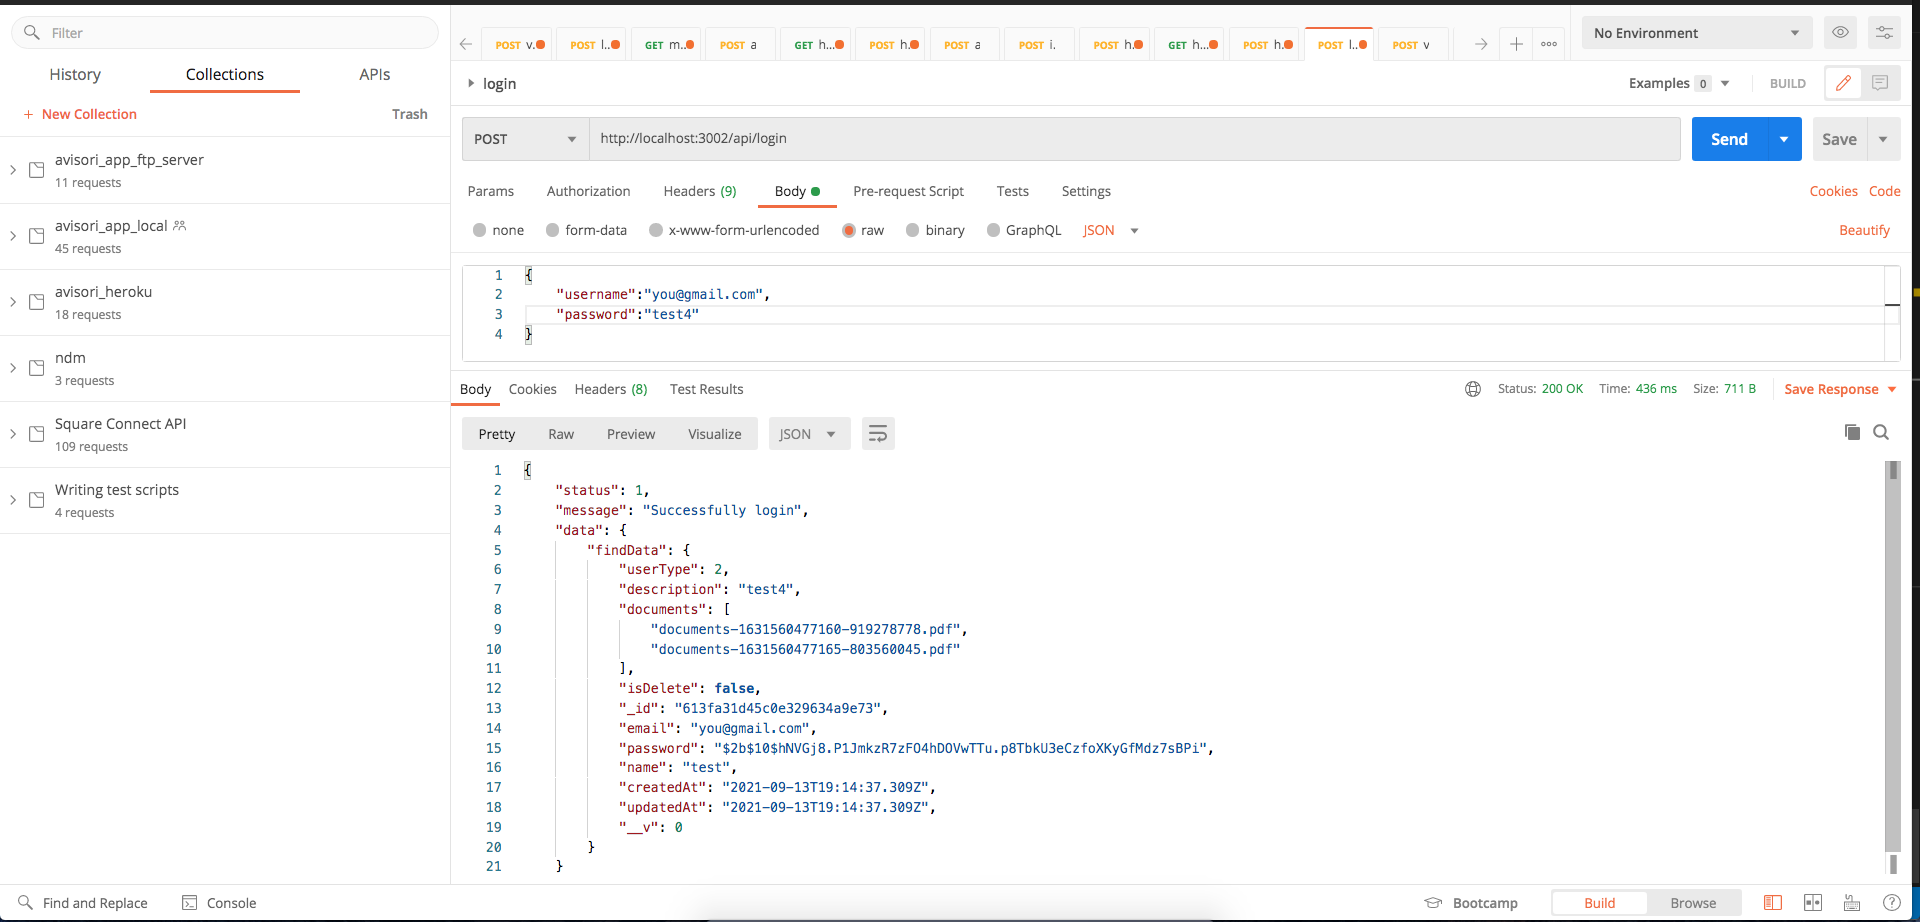 Filter
History Collections APIs
+ New Collection Trash
avisori_app_ftp_server
11 requests
avisori_app_local
45 requests
avisori_heroku
18 requests
ndm
3 requests
Square Connect API
109 requests
Writing test scripts
4 requests
POST v.. POST l.. GET m.. POST a GET h... POST h. POST a POST i. POST h. GET h... POST h. POST l.. POST v
No Environment
login
Examples 0 BUILD
POST http://localhost:3002/api/login Send Save
Params Authorization Headers (9) Body Pre-request Script Tests Settings Cookies Code
none form-data x-www-form-urlencoded raw binary GraphQL JSON Beautify
1 {
2 "username":"you@gmail.com",
3 "password":"test4"
4 }
Body Cookies Headers (8) Test Results Status: 200 OK Time: 436 ms Size: 711 B Save Response
Pretty Raw Preview Visualize JSON
1 {
2 "status": 1,
3 "message": "Successfully login",
4 "data": {
5 "findData": {
6 "userType": 2,
7 "description": "test4",
8 "documents": [
9 "documents-1631560477160-919278778.pdf",
10 "documents-1631560477165-803560045.pdf"
11 ],
12 "isDelete": false,
13 "_id": "613fa31d45c0e329634a9e73",
14 "email": "you@gmail.com",
15 "password": "$2b$10$hNVGj8.P1JmkzR7zFO4hDOVwTTu.p8TbkU3eCzfoXKyGfMdz7sBPi",
16 "name": "test",
17 "createdAt": "2021-09-13T19:14:37.309Z",
18 "updatedAt": "2021-09-13T19:14:37.309Z",
19 "__v": 0
20 }
21 }
Find and Replace Console Bootcamp Build Browse